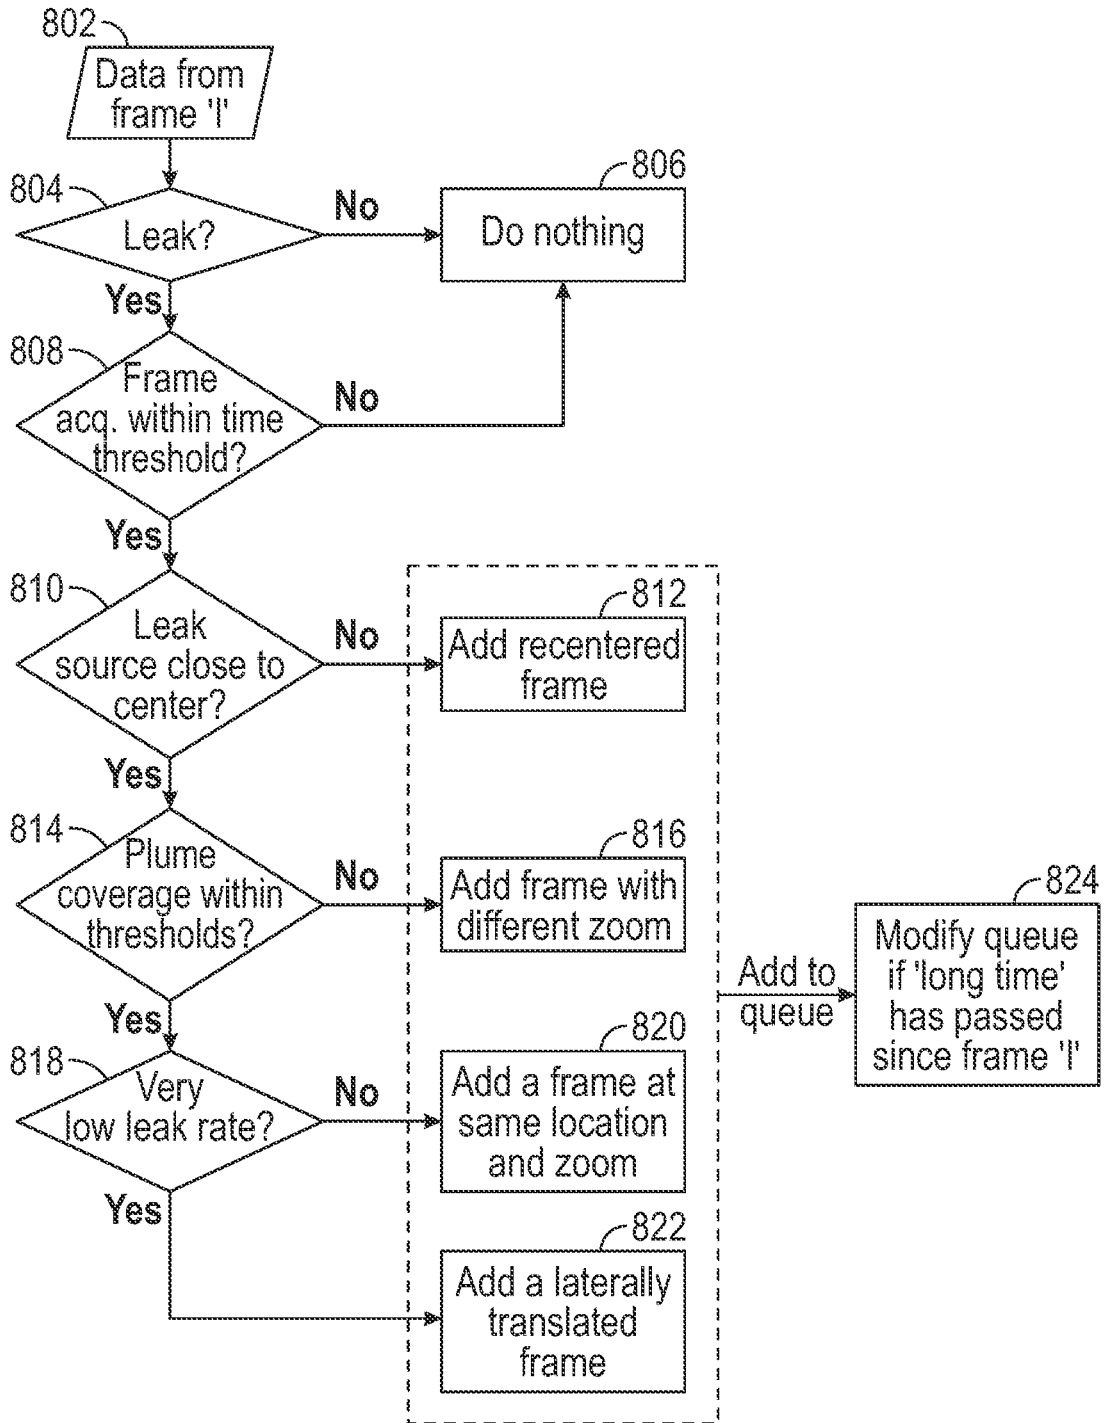 802
Data from
frame 'I'
804
Leak?
No
806
Do nothing
Yes
808
Frame
acq. within time
threshold?
No
Yes
810
Leak
source close to
center?
No
812
Add recentered
frame
Yes
814
Plume
coverage within
thresholds?
No
816
Add frame with
different zoom
Add to
queue
824
Modify queue
if 'long time'
has passed
since frame 'I'
Yes
818
Very
low leak rate?
No
820
Add a frame at
same location
and zoom
Yes
822
Add a laterally
translated
frame